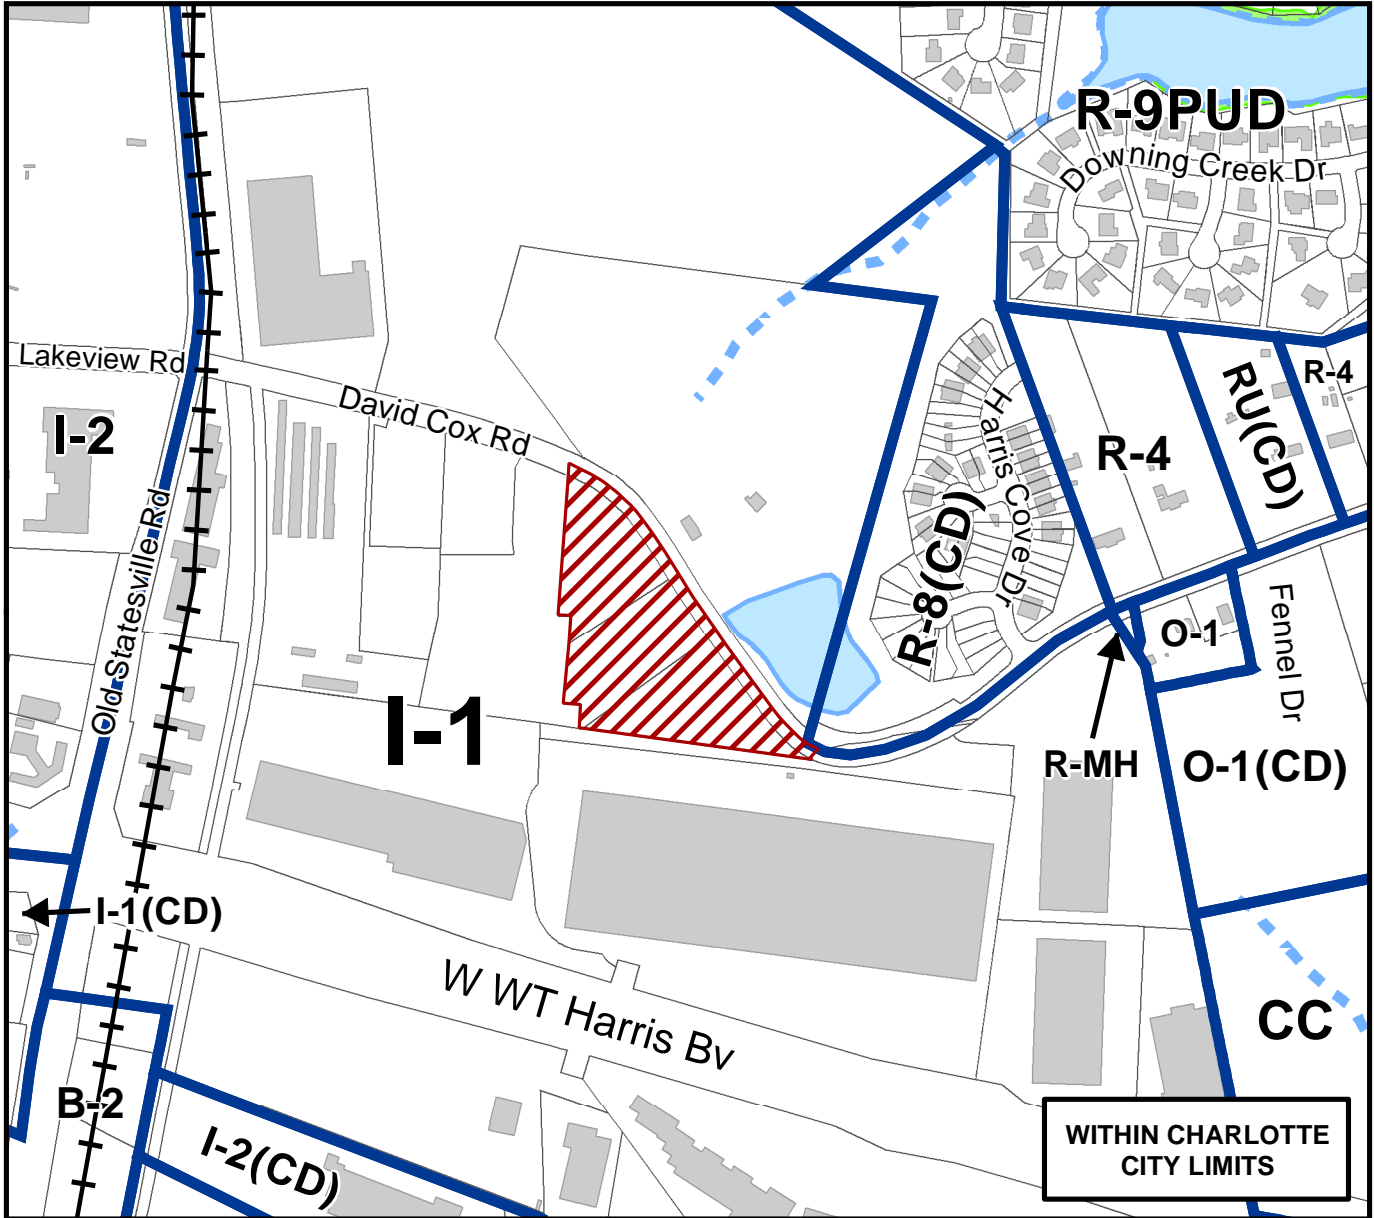 R-9PUD
Downing Creek Dr
Lakeview Rd
David Cox Rd
I-2
Old Statesville Rd
Harris Cove Dr
R-8(CD)
R-4
RU(CD)
R-4
O-1
Fennel Dr
R-MH
O-1(CD)
I-1
I-1(CD)
W WT Harris Bv
CC
B-2
I-2(CD)
WITHIN CHARLOTTE
CITY LIMITS